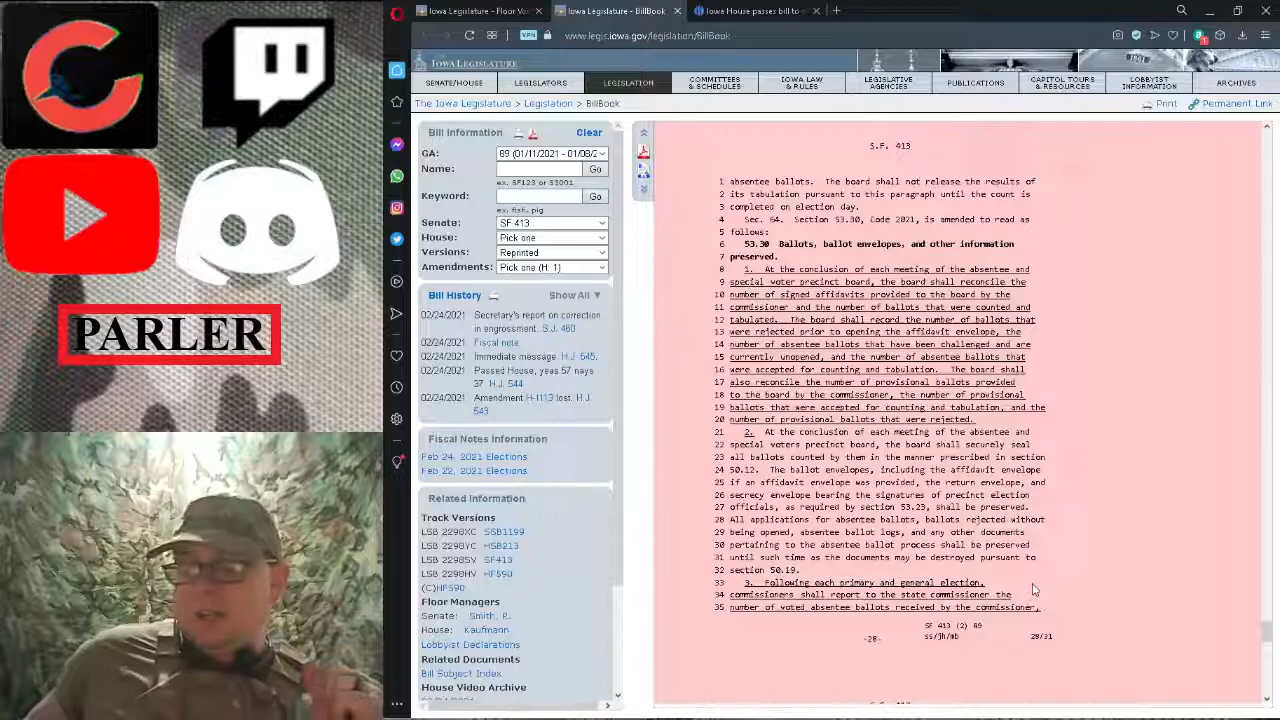 PARLER
Iowa Legislature - Floor Vo
Iowa Legislature - BillBook
Iowa House passes bill to
VPN
www.legis.iowa.gov/legislation/BillBook
IOWA LEGISLATURE
SENATE/HOUSE
LEGISLATORS
LEGISLATION
COMMITTEES & SCHEDULES
IOWA LAW & RULES
LEGISLATIVE AGENCIES
PUBLICATIONS
CAPITOL TOURS & RESOURCES
LOBBYIST INFORMATION
ARCHIVES
The Iowa Legislature > Legislation > BillBook
Print
Permanent Link
Bill Information
Clear
GA: 89 (01/11/2021 - 01/08/2
Name: Go
ex. SF123 or 3300I
Keyword: Go
ex. fish,
Senate: SF 413
House: Pick one
Versions: Reprinted
Amendments: Pick one (H:1)
Bill History
Show All ▼
02/24/2021 Secretary's report on correction in engrossment. S.J. 460
02/24/2021 Fiscal note.
02/24/2021 Immediate message. H.J. 545.
02/24/2021 Passed House, yeas 57 nays 37. H.J. 544
02/24/2021 Amendment H-1113 lost. H.J. 543
Fiscal Notes Information
Feb 24, 2021 Elections
Feb 22, 2021 Elections
Related Information
Track Versions
LSB 2298XC SSB1199
LSB 2298YC HSB213
LSB 2298SV SF413
LSB 2298HV HF590
(C)HF590
Floor Managers
Senate: Smith, R.
House: Kaufmann
Lobbyist Declarations
Related Documents
Bill Subject Index
House Video Archive
S.F. 413
1 absentee ballots. The board shall not release the results of
2 its tabulation pursuant to this paragraph until the count is
3 completed on election day.
4 Sec. 64. Section 53.30, Code 2021, is amended to read as
5 follows:
6 53.30 Ballots, ballot envelopes, and other information
7 preserved.
8 1. At the conclusion of each meeting of the absentee and
9 special voter precinct board, the board shall reconcile the
10 number of signed affidavits provided to the board by the
11 commissioner and the number of ballots that were counted and
12 tabulated. The board shall record the number of ballots that
13 were rejected prior to opening the affidavit envelope, the
14 number of absentee ballots that have been challenged and are
15 currently unopened, and the number of absentee ballots that
16 were accepted for counting and tabulation. The board shall
17 also reconcile the number of provisional ballots provided
18 to the board by the commissioner, the number of provisional
19 ballots that were accepted for counting and tabulation, and the
20 number of provisional ballots that were rejected.
21 2. At the conclusion of each meeting of the absentee and
22 special voters precinct board, the board shall securely seal
23 all ballots counted by them in the manner prescribed in section
24 50.12. The ballot envelopes, including the affidavit envelope
25 if an affidavit envelope was provided, the return envelope, and
26 secrecy envelope bearing the signatures of precinct election
27 officials, as required by section 53.23, shall be preserved.
28 All applications for absentee ballots, ballots rejected without
29 being opened, absentee ballot logs, and any other documents
30 pertaining to the absentee ballot process shall be preserved
31 until such time as the documents may be destroyed pursuant to
32 section 50.19.
33 3. Following each primary and general election,
34 commissioners shall report to the state commissioner the
35 number of voted absentee ballots received by the commissioner,
SF 413 (2) 89
-28- ss/jh/mb 28/31